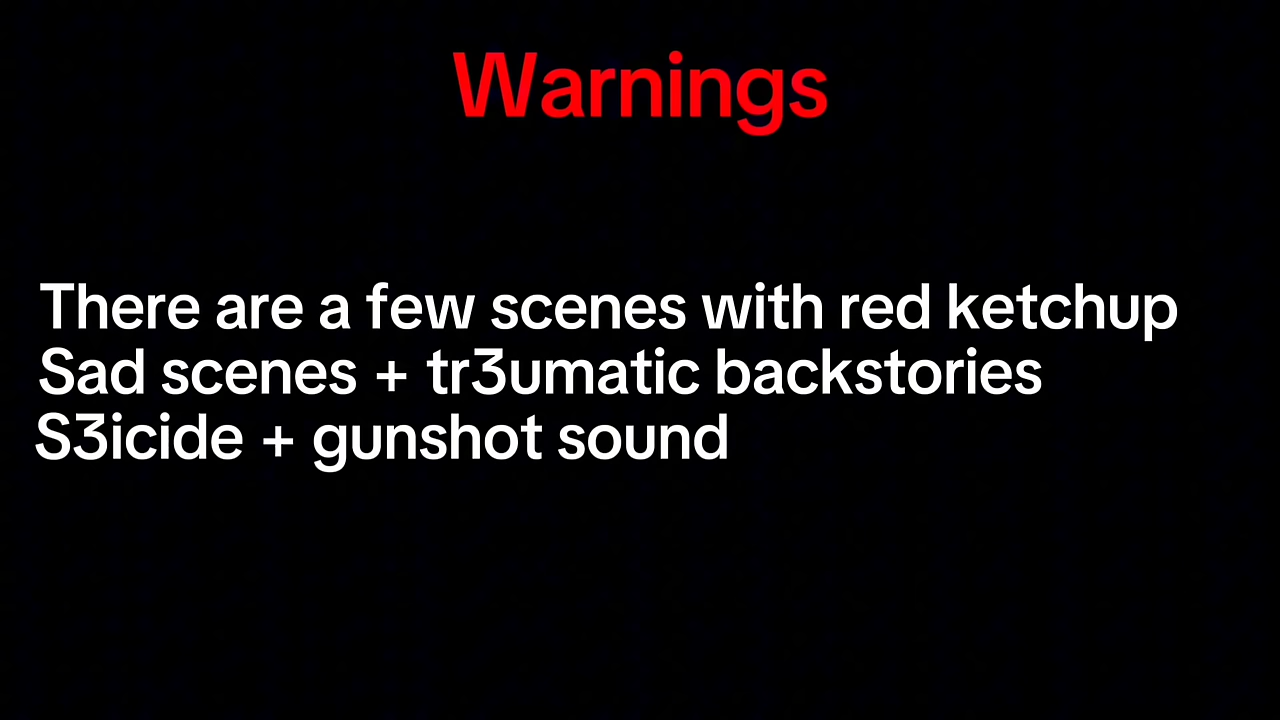 Warnings
There are a few scenes with red ketchup
Sad scenes + tr3umatic backstories
S3icide + gunshot sound